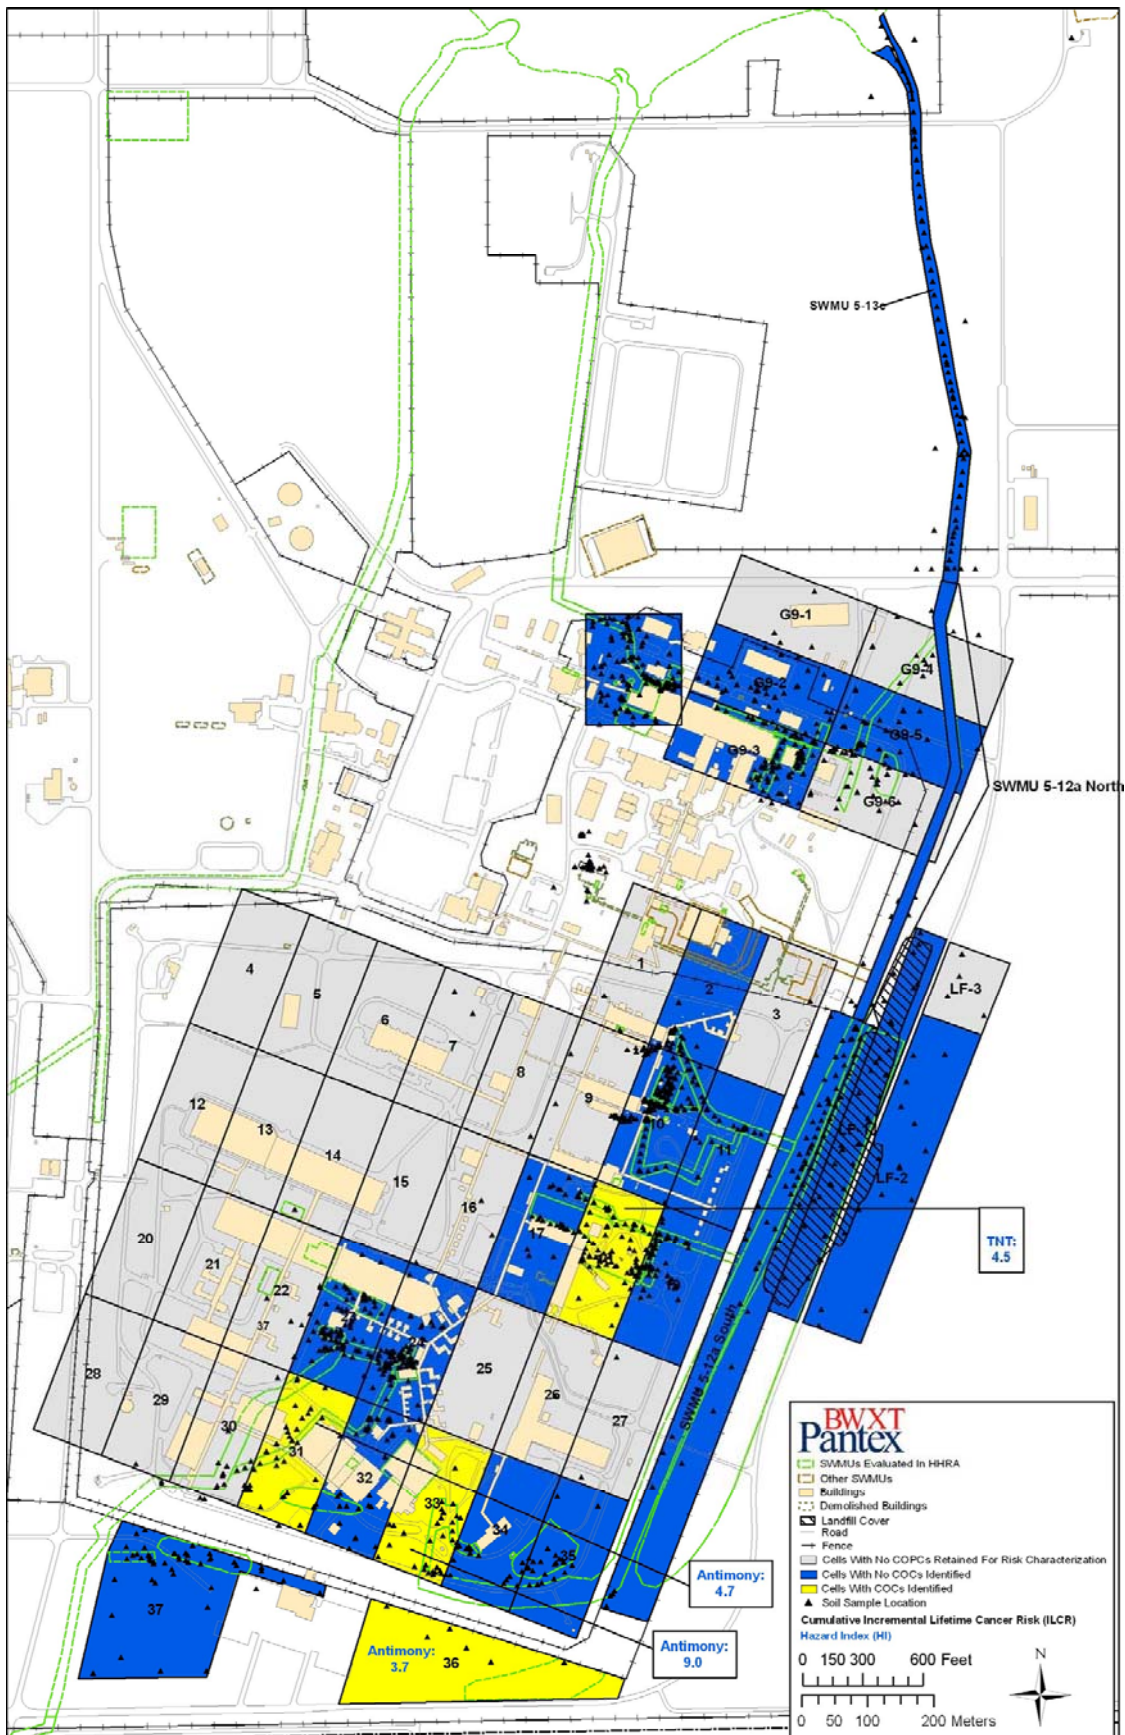 SWMU 5-13c
G9-1
G9-4
G9-2
G9-5
G9-3
SWMU 5-12a North
G9-6
1
2
3
4
5
6
7
8
9
10
11
LF-3
LF-2
12
13
14
15
16
17
TNT:
4.5
20
21
22
37
25
26
27
SWMU 5-12a South
28
29
30
31
32
33
34
35
Antimony:
4.7
Antimony:
9.0
37
Antimony:
3.7
36
BWXT
Pantex
SWMUs Evaluated In HHRA
Other SWMUs
Buildings
Demolished Buildings
Landfill Cover
Road
Fence
Cells With No COPCs Retained For Risk Characterization
Cells With No COCs Identified
Cells With COCs Identified
Soil Sample Location
Cumulative Incremental Lifetime Cancer Risk (ILCR)
Hazard Index (HI)
0 150 300 600 Feet
N
0 50 100 200 Meters